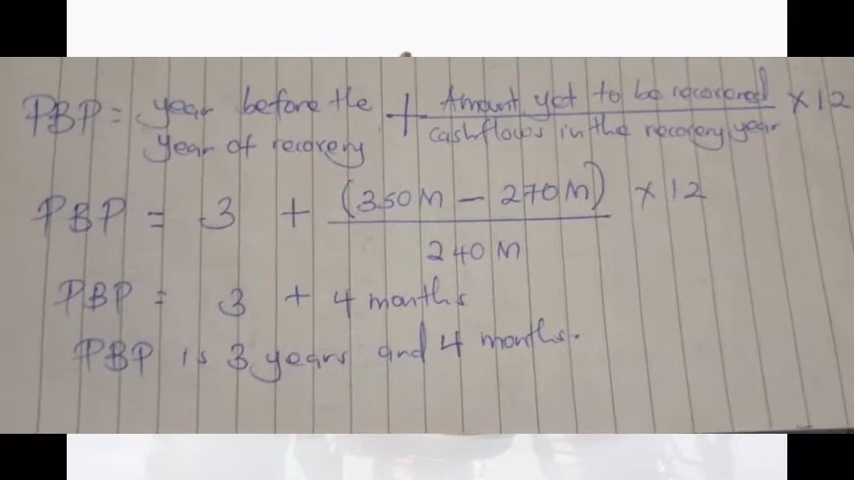 PBP = year before the year of recovery + Amount yet to be recovered / cashflows in the recovery year × 12
PBP = 3 + (350M - 270M) / 240M × 12
PBP = 3 + 4 months
PBP is 3 years and 4 months.